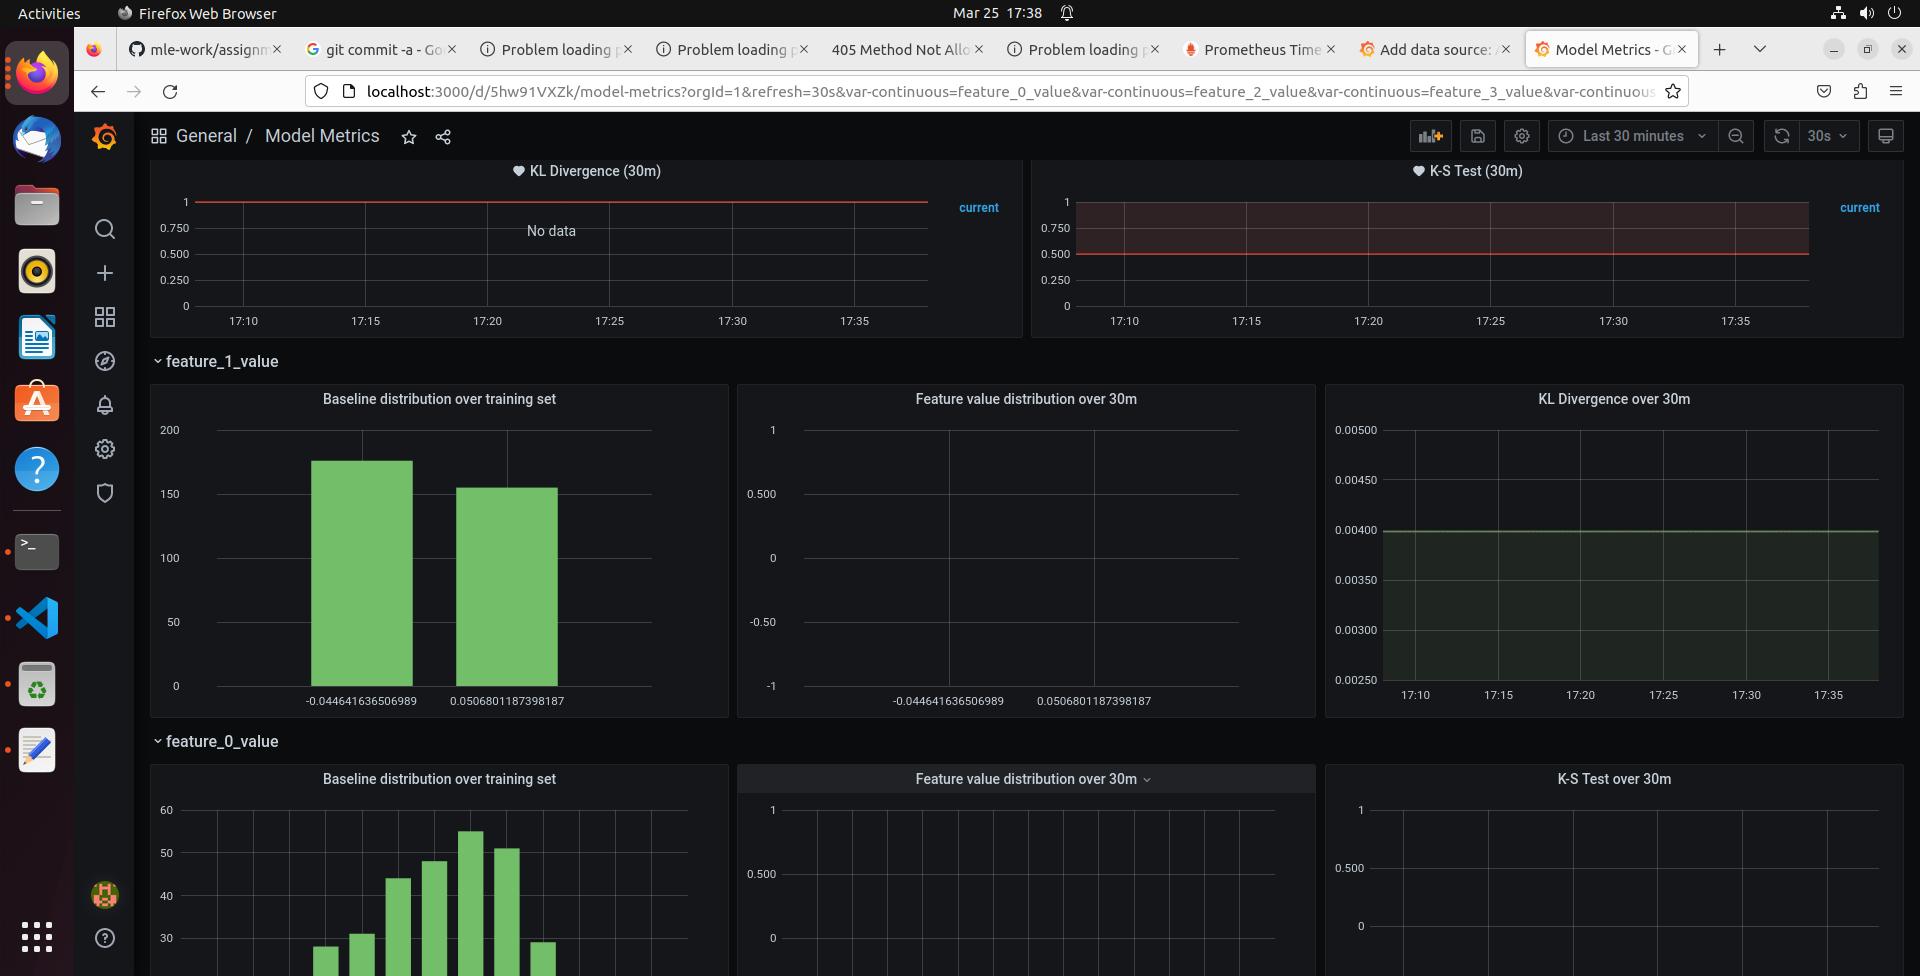 Activities
Firefox Web Browser
Mar 25 17:38
mle-work/assignm
git commit -a - Go
Problem loading p
Problem loading p
405 Method Not Allo
Problem loading p
Prometheus Time
Add data source:
Model Metrics - G
localhost:3000/d/5hw91VXZk/model-metrics?orgId=1&refresh=30s&var-continuous=feature_0_value&var-continuous=feature_2_value&var-continuous=feature_3_value&var-continuous
General / Model Metrics
Last 30 minutes
30s
KL Divergence (30m)
1
0.750
0.500
0.250
0
No data
17:10 17:15 17:20 17:25 17:30 17:35
current
K-S Test (30m)
1
0.750
0.500
0.250
0
17:10 17:15 17:20 17:25 17:30 17:35
current
feature_1_value
Baseline distribution over training set
200
150
100
50
0
-0.044641636506989 0.0506801187398187
Feature value distribution over 30m
1
0.500
0
-0.50
-1
-0.044641636506989 0.0506801187398187
KL Divergence over 30m
0.00500
0.00450
0.00400
0.00350
0.00300
0.00250
17:10 17:15 17:20 17:25 17:30 17:35
feature_0_value
Baseline distribution over training set
60
50
40
30
Feature value distribution over 30m
1
0.500
0
K-S Test over 30m
1
0.500
0